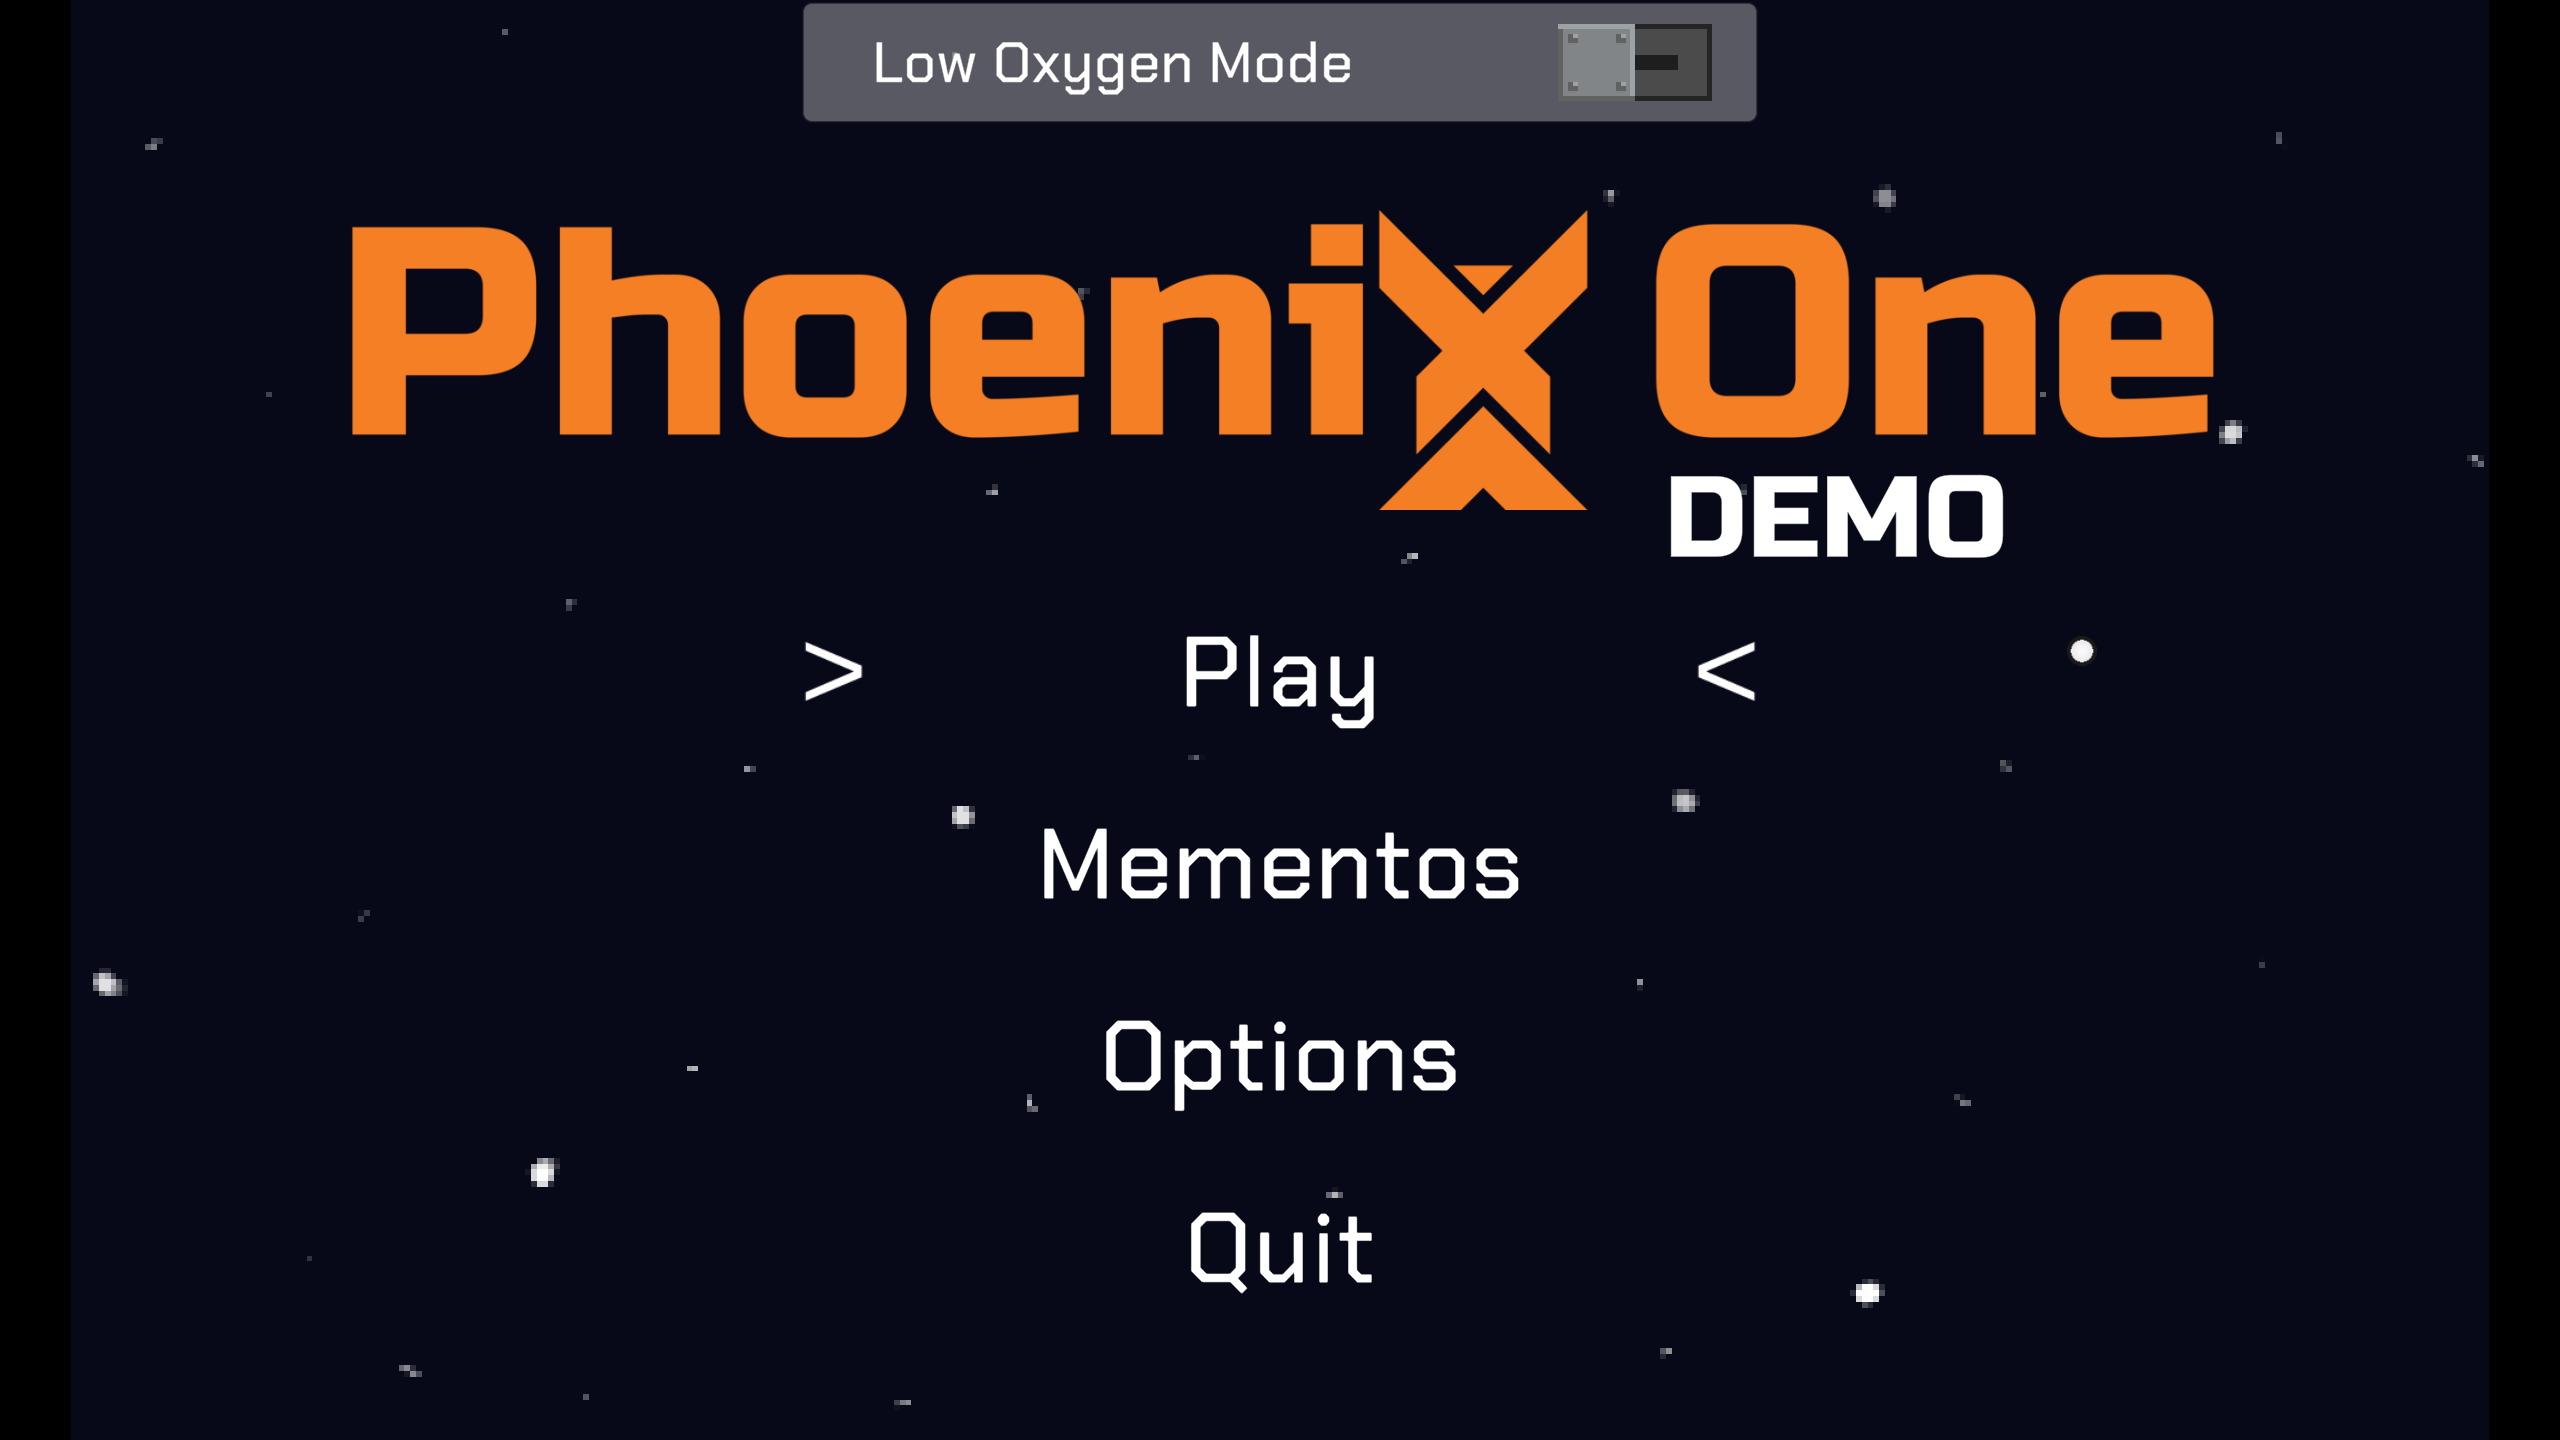 Low Oxygen Mode
PhoeniX One
DEMO
> Play <
Mementos
Options
Quit